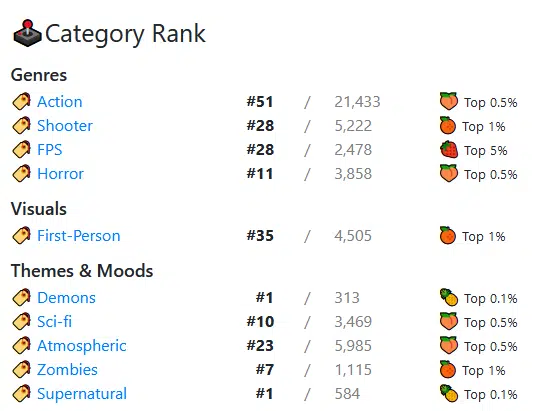 Category Rank
Genres
Action #51 / 21,433 Top 0.5%
Shooter #28 / 5,222 Top 1%
FPS #28 / 2,478 Top 5%
Horror #11 / 3,858 Top 0.5%
Visuals
First-Person #35 / 4,505 Top 1%
Themes & Moods
Demons #1 / 313 Top 0.1%
Sci-fi #10 / 3,469 Top 0.5%
Atmospheric #23 / 5,985 Top 0.5%
Zombies #7 / 1,115 Top 1%
Supernatural #1 / 584 Top 0.1%